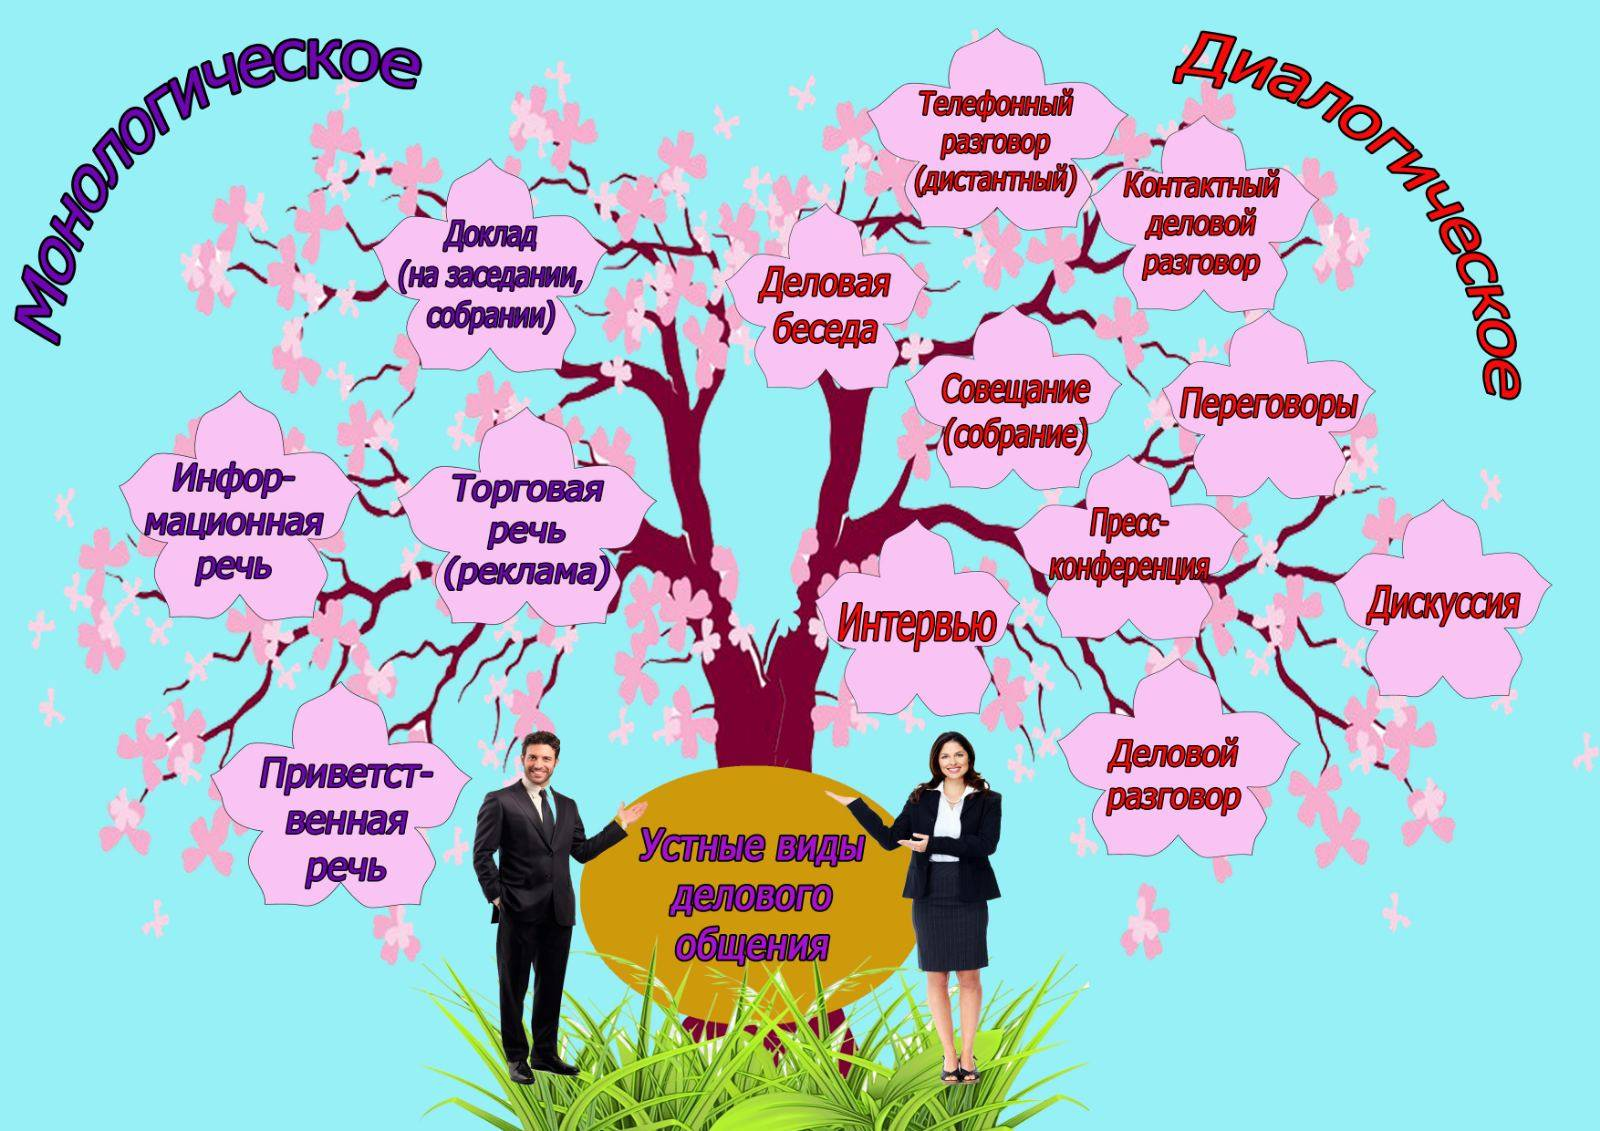 Монологическое
Диалогическое
Доклад
(на заседании,
собрании)
Инфор-
мационная
речь
Торговая
речь
(реклама)
Приветст-
венная
речь
Телефонный
разговор
(дистантный)
Контактный
деловой
разговор
Деловая
беседа
Совещание
(собрание)
Переговоры
Пресс-
конференция
Интервью
Дискуссия
Деловой
разговор
Устные виды
делового
общения